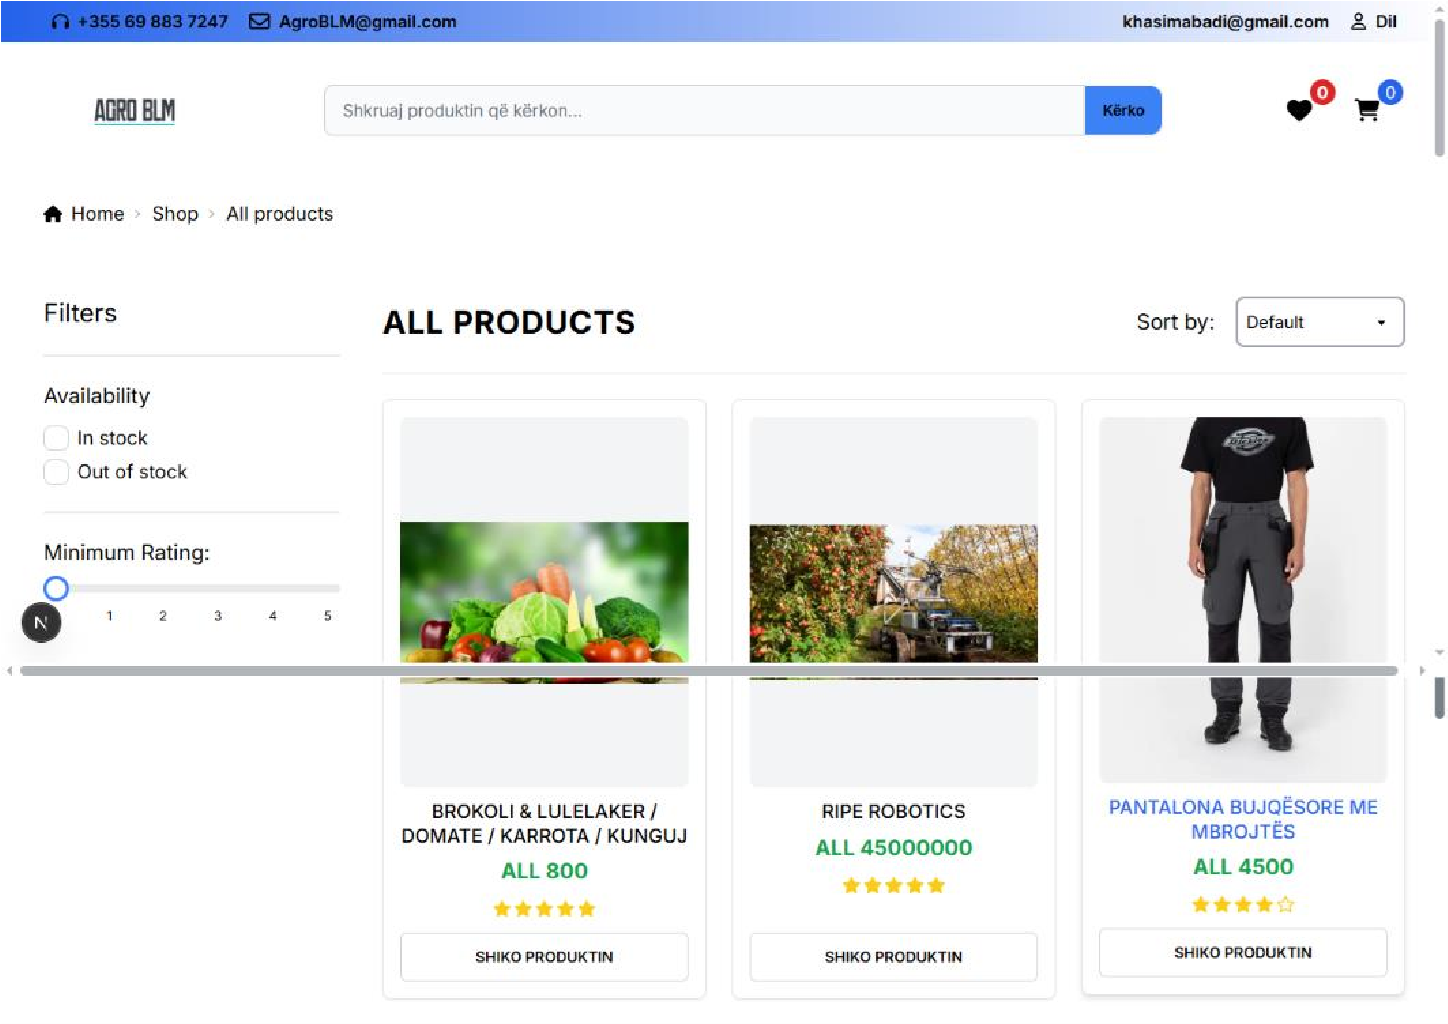 +355 69 883 7247 AgroBLM@gmail.com khasimabadi@gmail.com Dil
AGRO BLM
Shkruaj produktin që kërkon...
Kërko
0
0
Home › Shop › All products
Filters
Availability
In stock
Out of stock
Minimum Rating:
1 2 3 4 5
N
ALL PRODUCTS
Sort by: Default
Dickies
BROKOLI & LULELAKER /
DOMATE / KARROTA / KUNGUJ
ALL 800
SHIKO PRODUKTIN
RIPE ROBOTICS
ALL 45000000
SHIKO PRODUKTIN
PANTALONA BUJQËSORE ME
MBROJTËS
ALL 4500
SHIKO PRODUKTIN